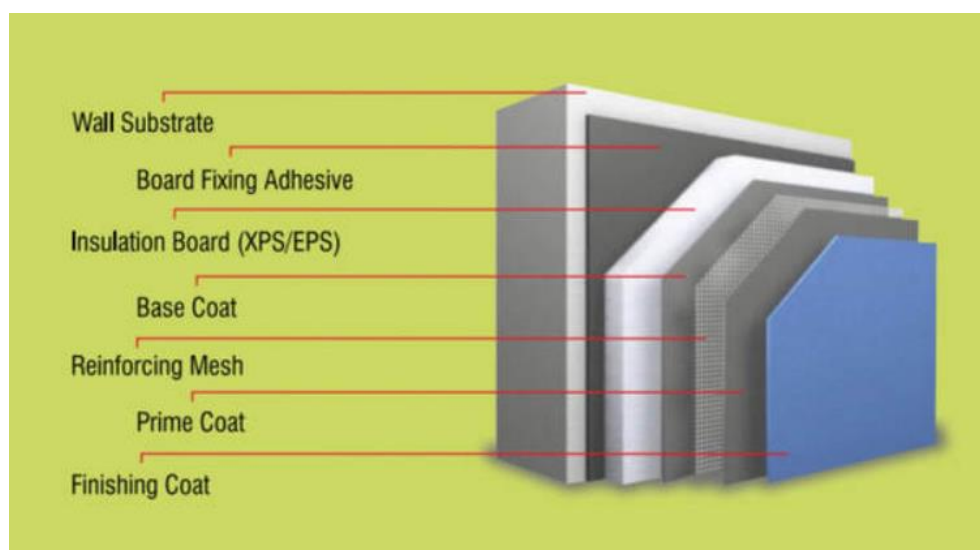 Wall Substrate
Board Fixing Adhesive
Insulation Board (XPS/EPS)
Base Coat
Reinforcing Mesh
Prime Coat
Finishing Coat